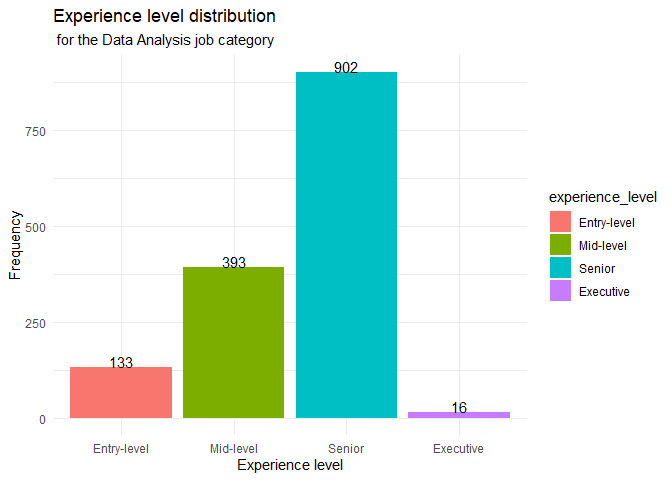 Experience level distribution
for the Data Analysis job category
Frequency
750
500
250
0
133
393
902
16
Entry-level
Mid-level
Senior
Executive
Experience level
experience_level
Entry-level
Mid-level
Senior
Executive